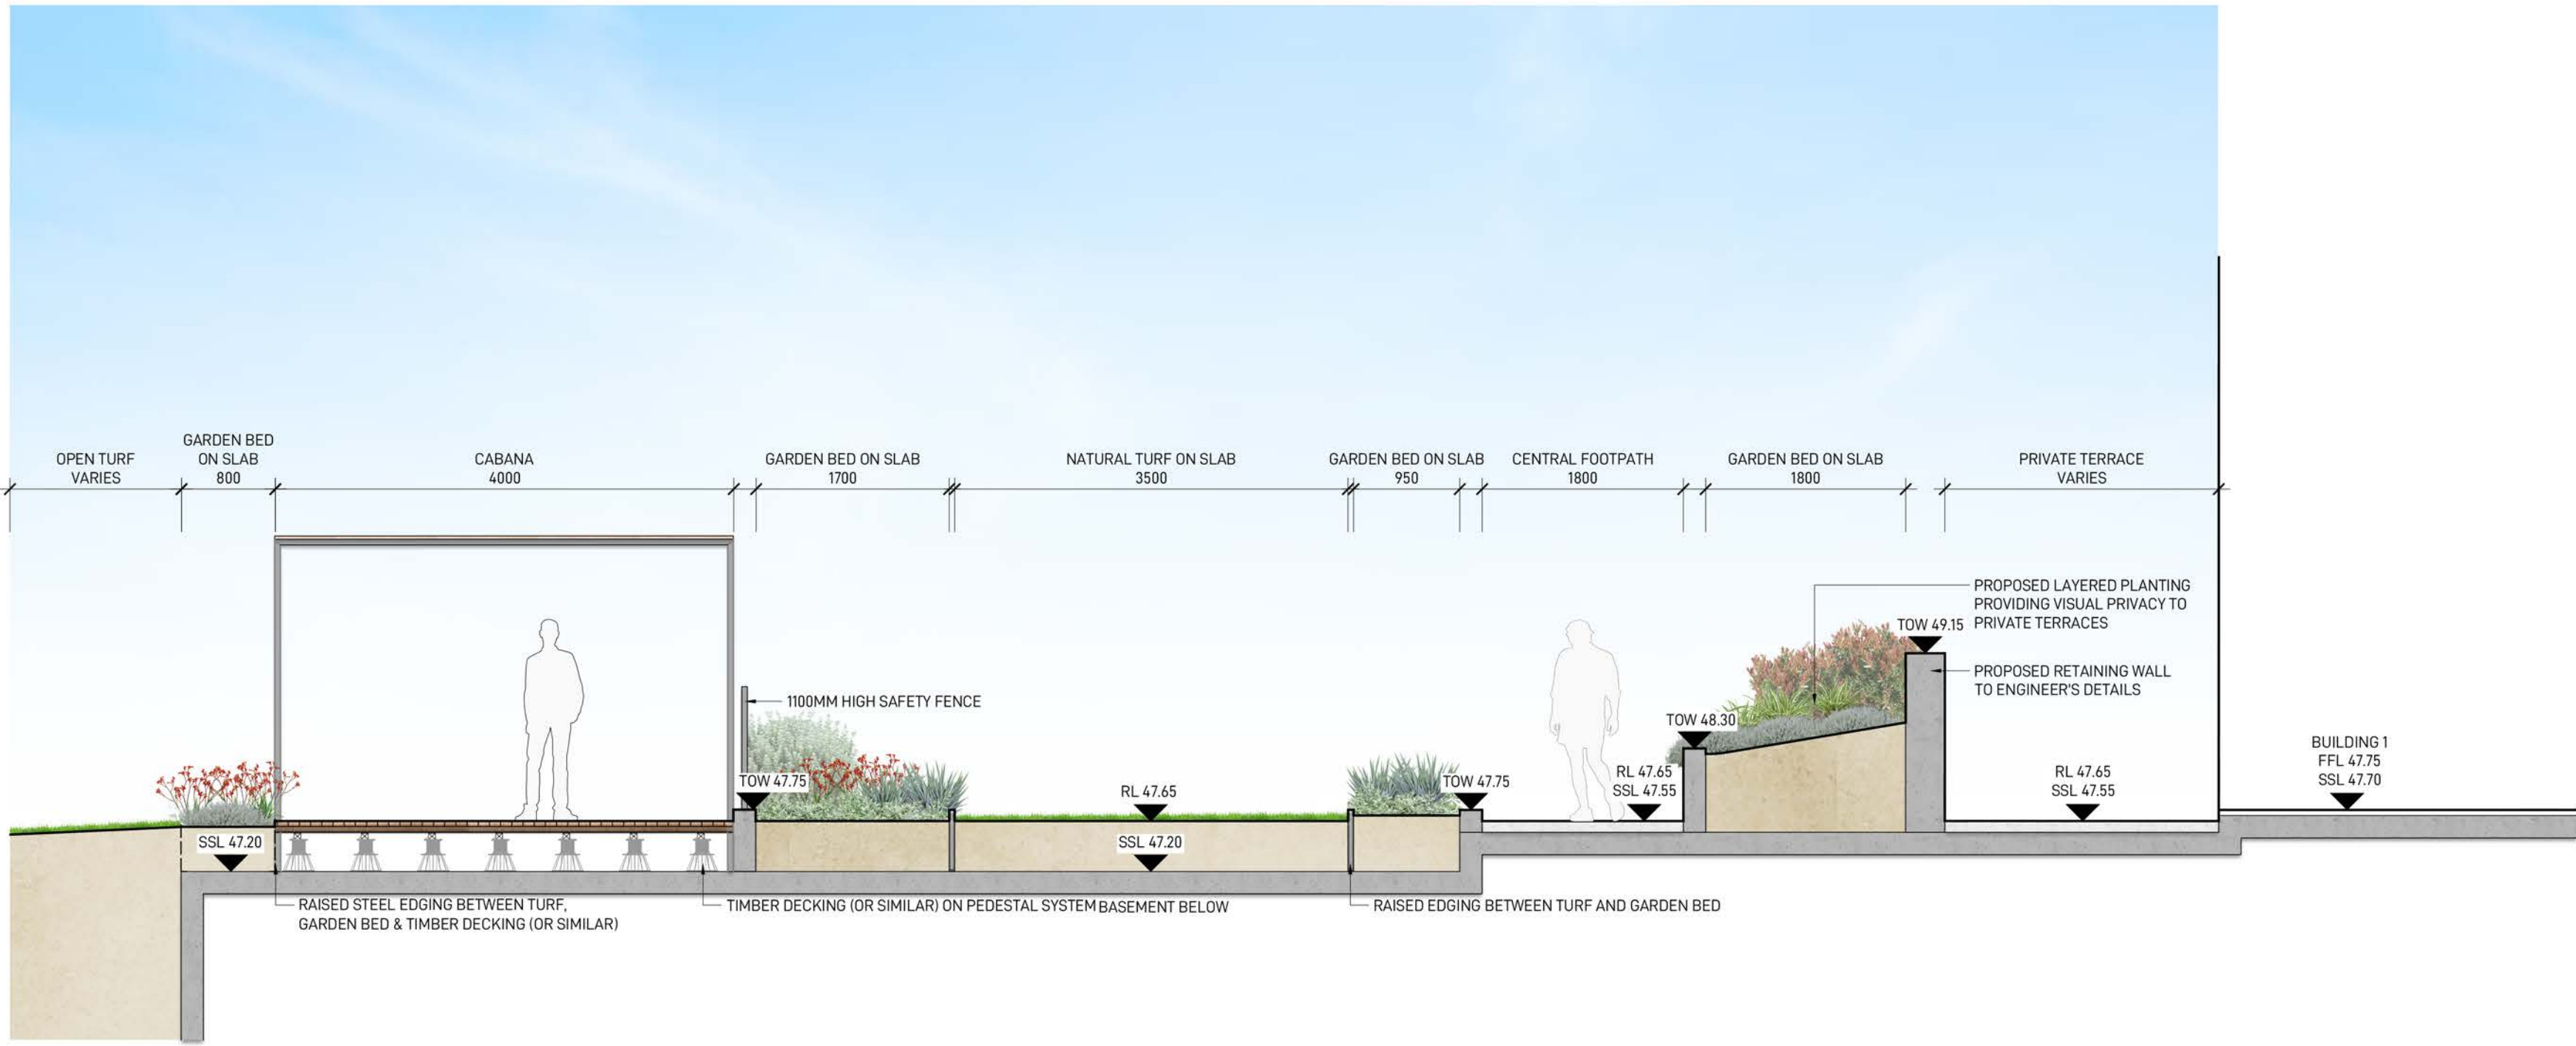 OPEN TURF
VARIES
GARDEN BED
ON SLAB
800
CABANA
4000
GARDEN BED ON SLAB
1700
NATURAL TURF ON SLAB
3500
GARDEN BED ON SLAB
950
CENTRAL FOOTPATH
1800
GARDEN BED ON SLAB
1800
PRIVATE TERRACE
VARIES
PROPOSED LAYERED PLANTING
PROVIDING VISUAL PRIVACY TO
PRIVATE TERRACES
TOW 49.15
PROPOSED RETAINING WALL
TO ENGINEER'S DETAILS
1100MM HIGH SAFETY FENCE
TOW 48.30
TOW 47.75
TOW 47.75
RL 47.65
RL 47.65
SSL 47.55
RL 47.65
SSL 47.55
BUILDING 1
FFL 47.75
SSL 47.70
SSL 47.20
SSL 47.20
RAISED STEEL EDGING BETWEEN TURF,
GARDEN BED & TIMBER DECKING (OR SIMILAR)
TIMBER DECKING (OR SIMILAR) ON PEDESTAL SYSTEM
BASEMENT BELOW
RAISED EDGING BETWEEN TURF AND GARDEN BED